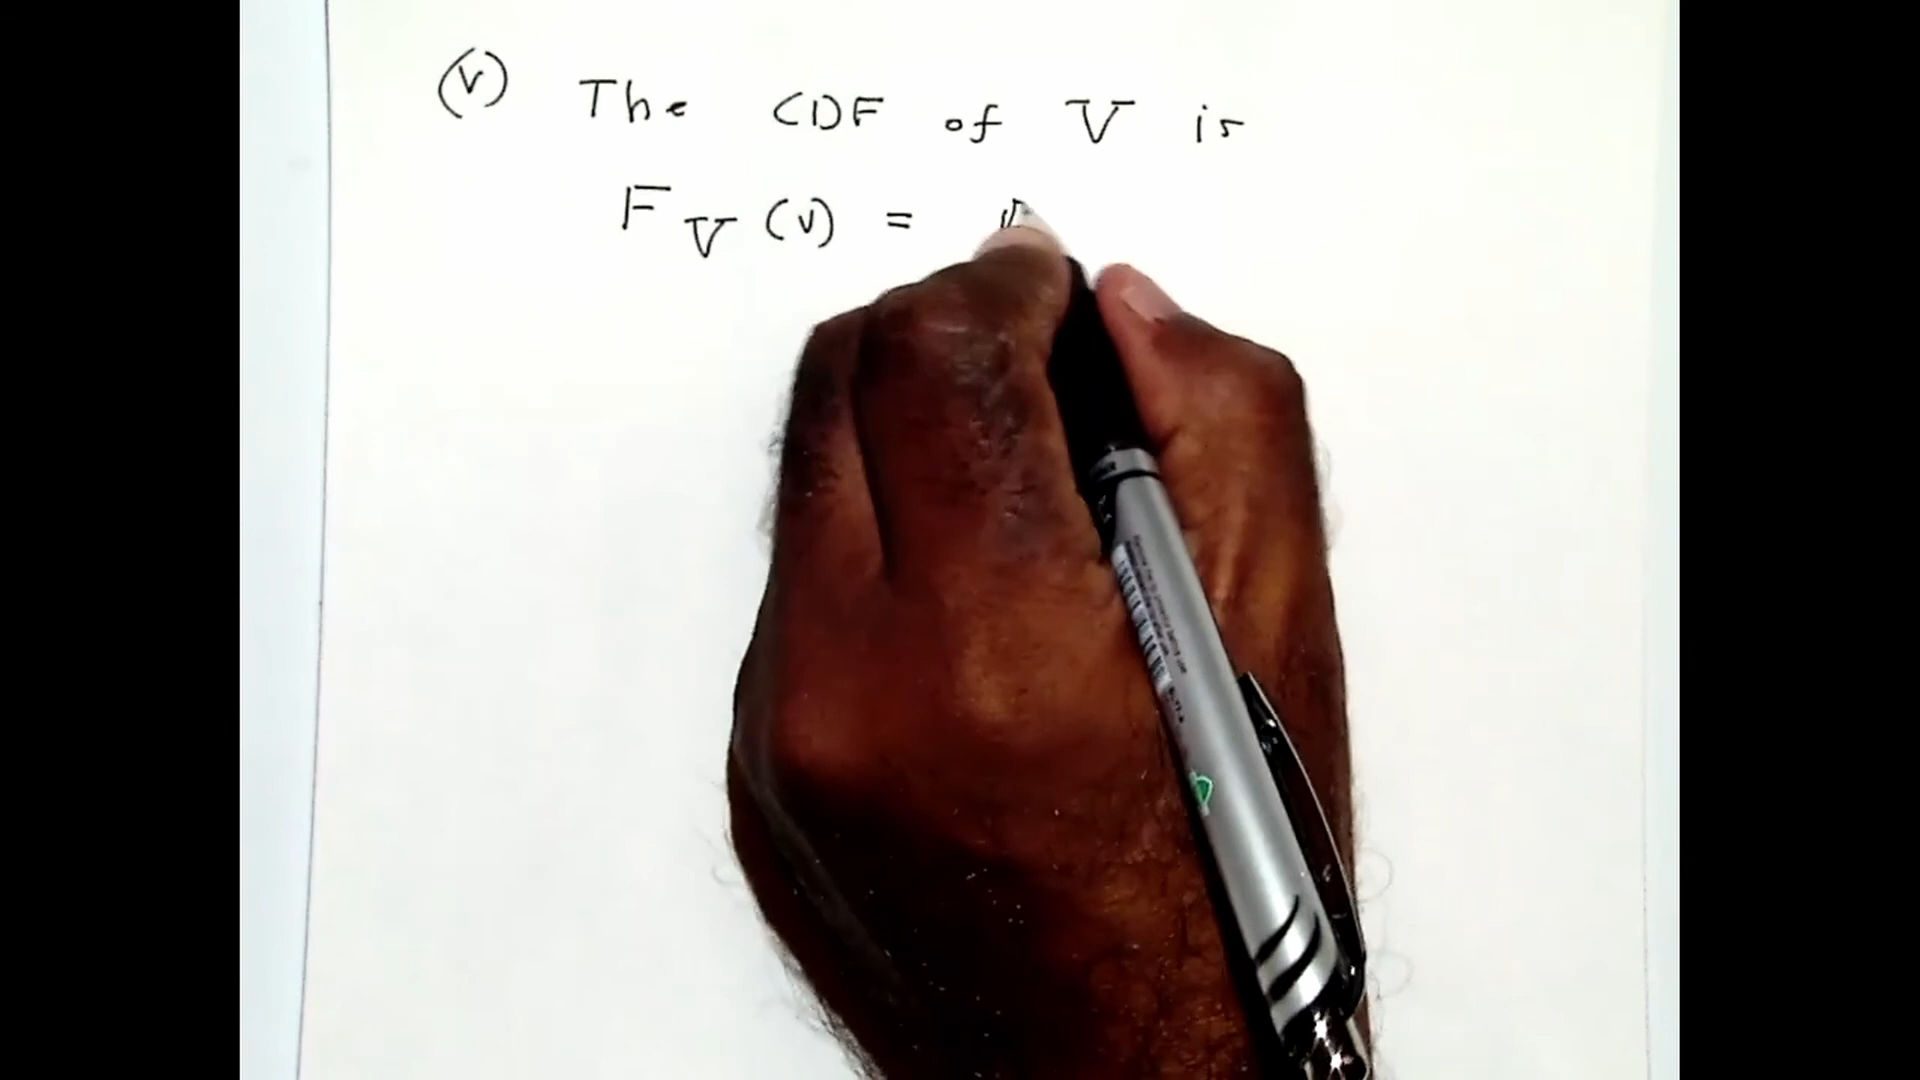 (v) The CDF of V is
F_V (v) =